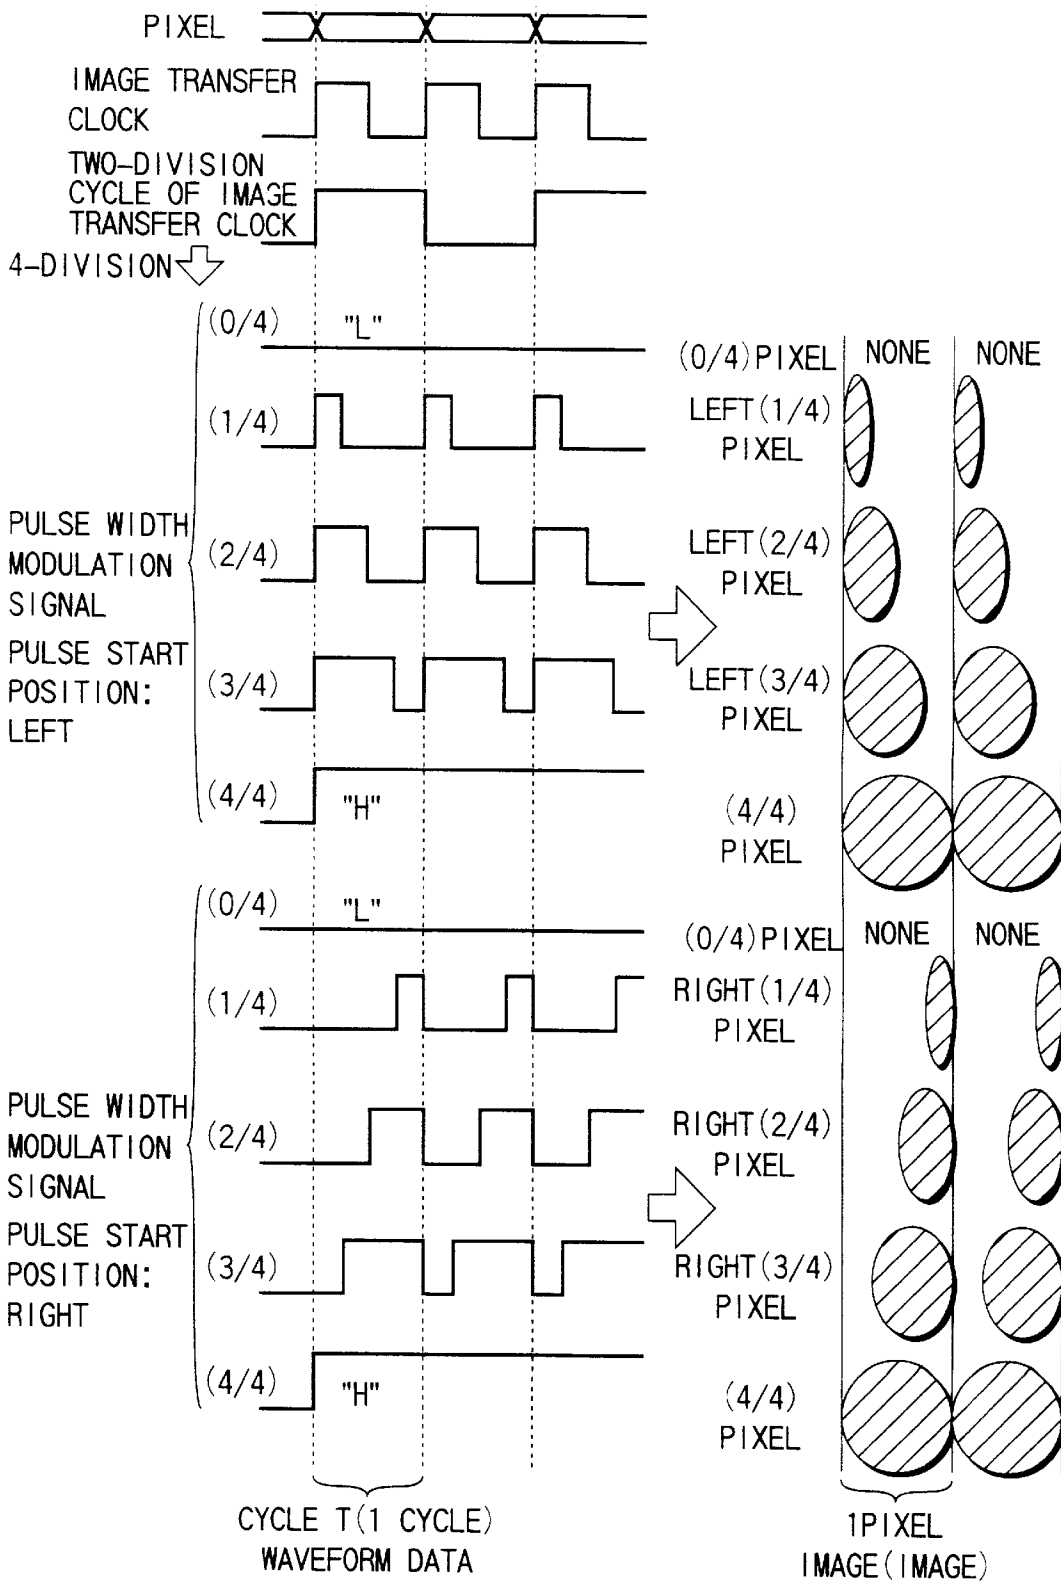 PIXEL
IMAGE TRANSFER
CLOCK
TWO-DIVISION
CYCLE OF IMAGE
TRANSFER CLOCK
4-DIVISION
PULSE WIDTH
MODULATION
SIGNAL
PULSE START
POSITION:
LEFT
(0/4)
"L"
(1/4)
(2/4)
(3/4)
(4/4)
"H"
(0/4)PIXEL
NONE
NONE
LEFT(1/4)
PIXEL
LEFT(2/4)
PIXEL
LEFT(3/4)
PIXEL
(4/4)
PIXEL
PULSE WIDTH
MODULATION
SIGNAL
PULSE START
POSITION:
RIGHT
(0/4)
"L"
(1/4)
(2/4)
(3/4)
(4/4)
"H"
(0/4)PIXEL
NONE
NONE
RIGHT(1/4)
PIXEL
RIGHT(2/4)
PIXEL
RIGHT(3/4)
PIXEL
(4/4)
PIXEL
CYCLE T(1 CYCLE)
WAVEFORM DATA
1PIXEL
IMAGE(IMAGE)